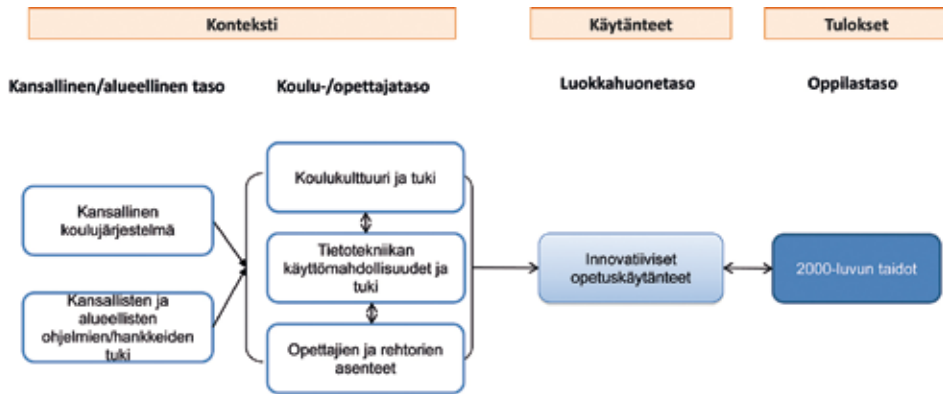 Konteksti
Käytänteet
Tulokset
Kansallinen/alueellinen taso
Koulu-/opettajataso
Luokkahuonetaso
Oppilastaso
Kansallinen
koulujärjestelmä
Kansallisten ja
alueellisten
ohjelmien/hankkeiden
tuki
Koulukulttuuri ja tuki
Tietotekniikan
käyttömahdollisuudet ja
tuki
Opettajien ja rehtorien
asenteet
Innovatiiviset
opetuskäytänteet
2000-luvun taidot